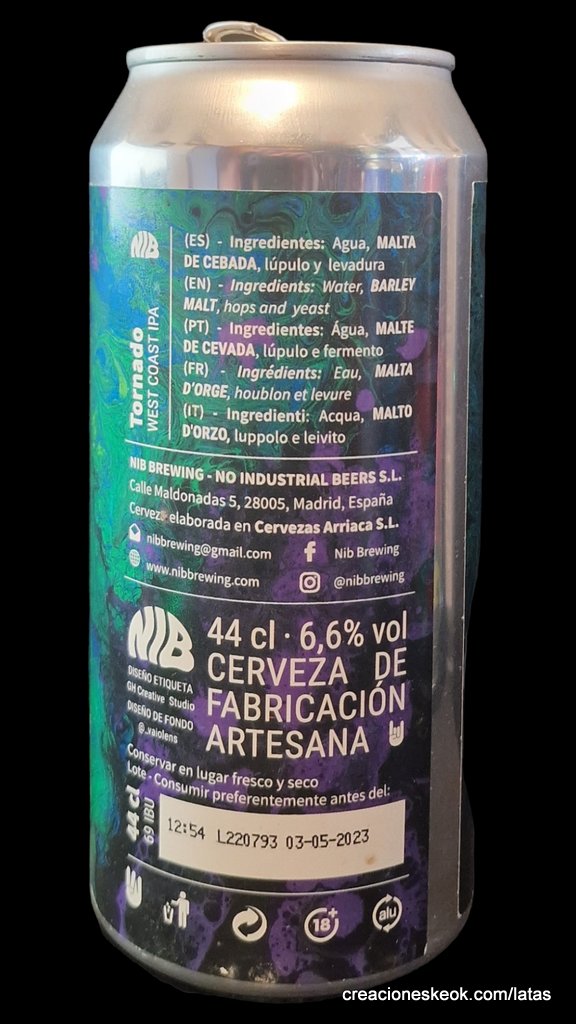 NIB
Tornado
WEST COAST IPA
(ES) - Ingredientes: Agua, MALTA
DE CEBADA, lúpulo y levadura
(EN) - Ingredients: Water, BARLEY
MALT, hops and yeast
(PT) - Ingredientes: Água, MALTE
DE CEVADA, lúpulo e fermento
(FR) - Ingrédients: Eau, MALTA
D'ORGE, houblon et levure
(IT) - Ingredienti: Acqua, MALTO
D'ORZO, luppolo e leivito
NIB BREWING - NO INDUSTRIAL BEERS S.L.
Calle Maldonadas 5, 28005, Madrid, España
Cerveza elaborada en Cervezas Arriaca S.L.
nibbrewing@gmail.com
Nib Brewing
www.nibbrewing.com
@nibbrewing
NIB
DISEÑO ETIQUETA
GH Creative Studio
DISEÑO DE FONDO
@_vaiolens
44 cl · 6,6% vol
CERVEZA DE
FABRICACIÓN
ARTESANA
Conservar en lugar fresco y seco
Lote - Consumir preferentemente antes del:
44 cl
69 IBU
12:54 L220793 03-05-2023
18+
alu
creacioneskeok.com/latas